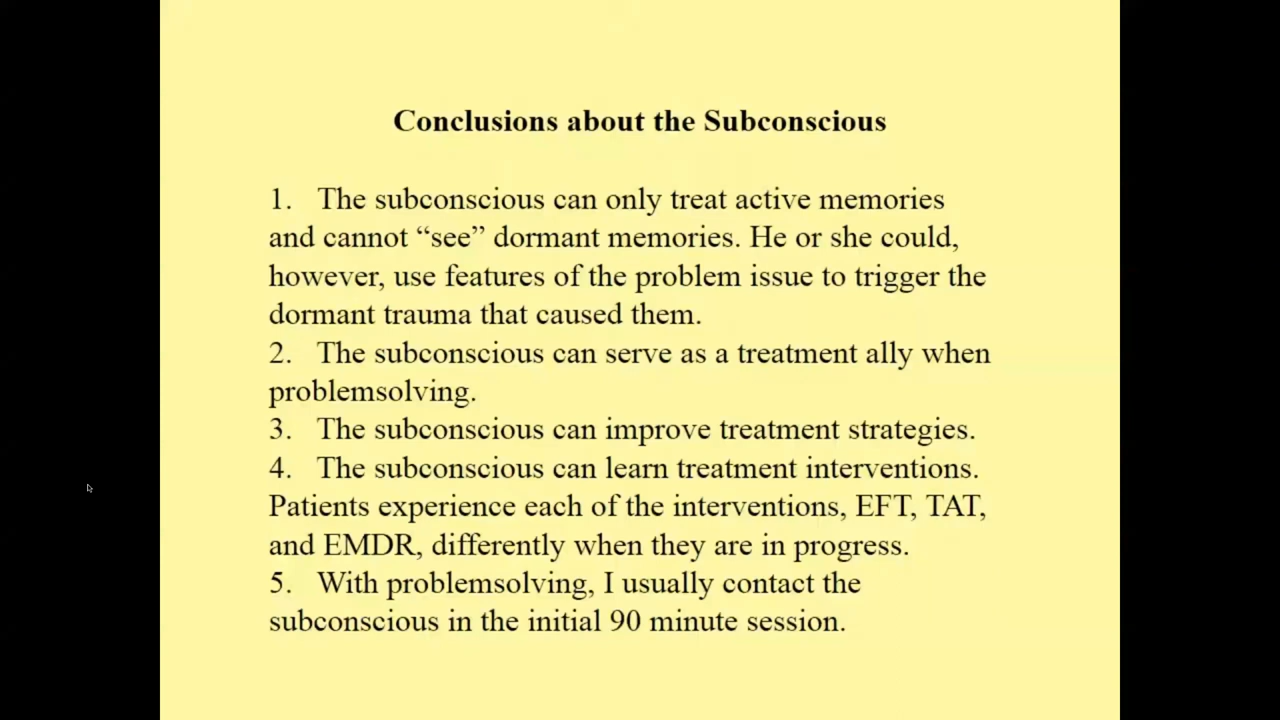 Conclusions about the Subconscious
1. The subconscious can only treat active memories
and cannot “see” dormant memories. He or she could,
however, use features of the problem issue to trigger the
dormant trauma that caused them.
2. The subconscious can serve as a treatment ally when
problemsolving.
3. The subconscious can improve treatment strategies.
4. The subconscious can learn treatment interventions.
Patients experience each of the interventions, EFT, TAT,
and EMDR, differently when they are in progress.
5. With problemsolving, I usually contact the
subconscious in the initial 90 minute session.